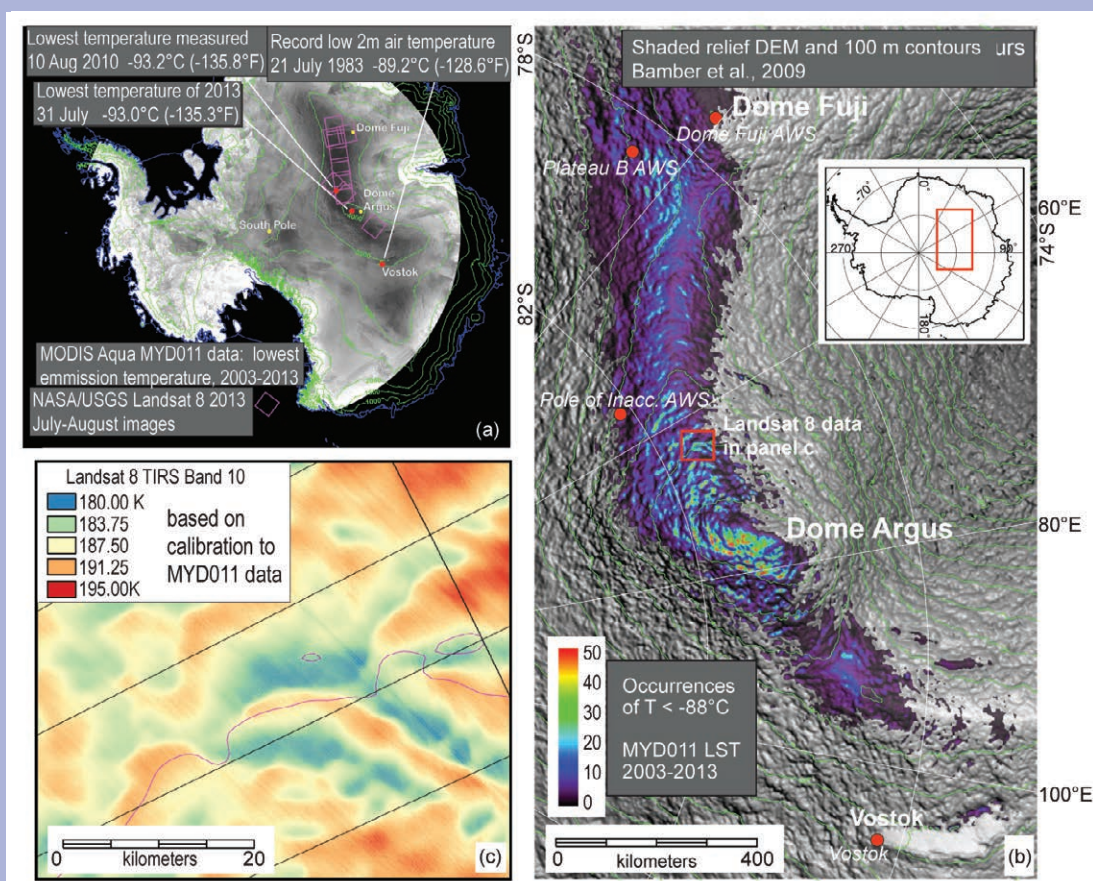 Lowest temperature measured
10 Aug 2010 -93.2°C (-135.8°F)
Record low 2m air temperature
21 July 1983 -89.2°C (-128.6°F)
Lowest temperature of 2013
31 July -93.0°C (-135.3°F)
Dome Fuji
Dome
Argus
South Pole
Vostok
MODIS Aqua MYD011 data: lowest
emmission temperature, 2003-2013
NASA/USGS Landsat 8 2013
July-August images
(a)
78°S
Shaded relief DEM and 100 m contours urs
Bamber et al., 2009
Dome Fuji
Dome Fuji AWS
Plateau B AWS
0°
-70°
270
90°
180°
60°E
74°S
82°S
Pole of Inacc. AWS
Landsat 8 data
in panel c
Dome Argus
80°E
50
40
30
20
10
0
Occurrences
of T < -88°C
MYD011 LST
2003-2013
100°E
Vostok
Vostok
0
400
kilometers
(b)
Landsat 8 TIRS Band 10
180.00 K
183.75
187.50
191.25
195.00K
based on
calibration to
MYD011 data
0
20
kilometers
(c)